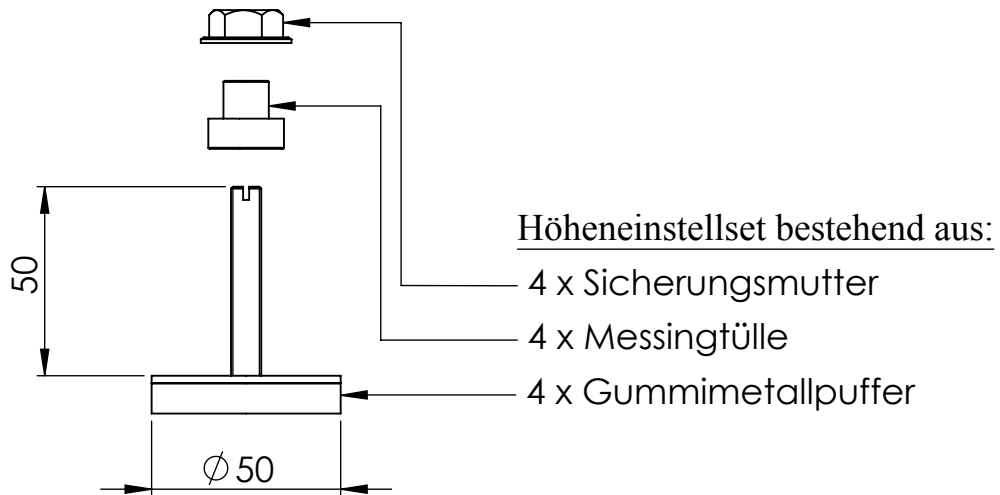 50
Höheneinstellset bestehend aus:
4 x Sicherungsmutter
4 x Messingtülle
4 x Gummimetallpuffer
∅ 50